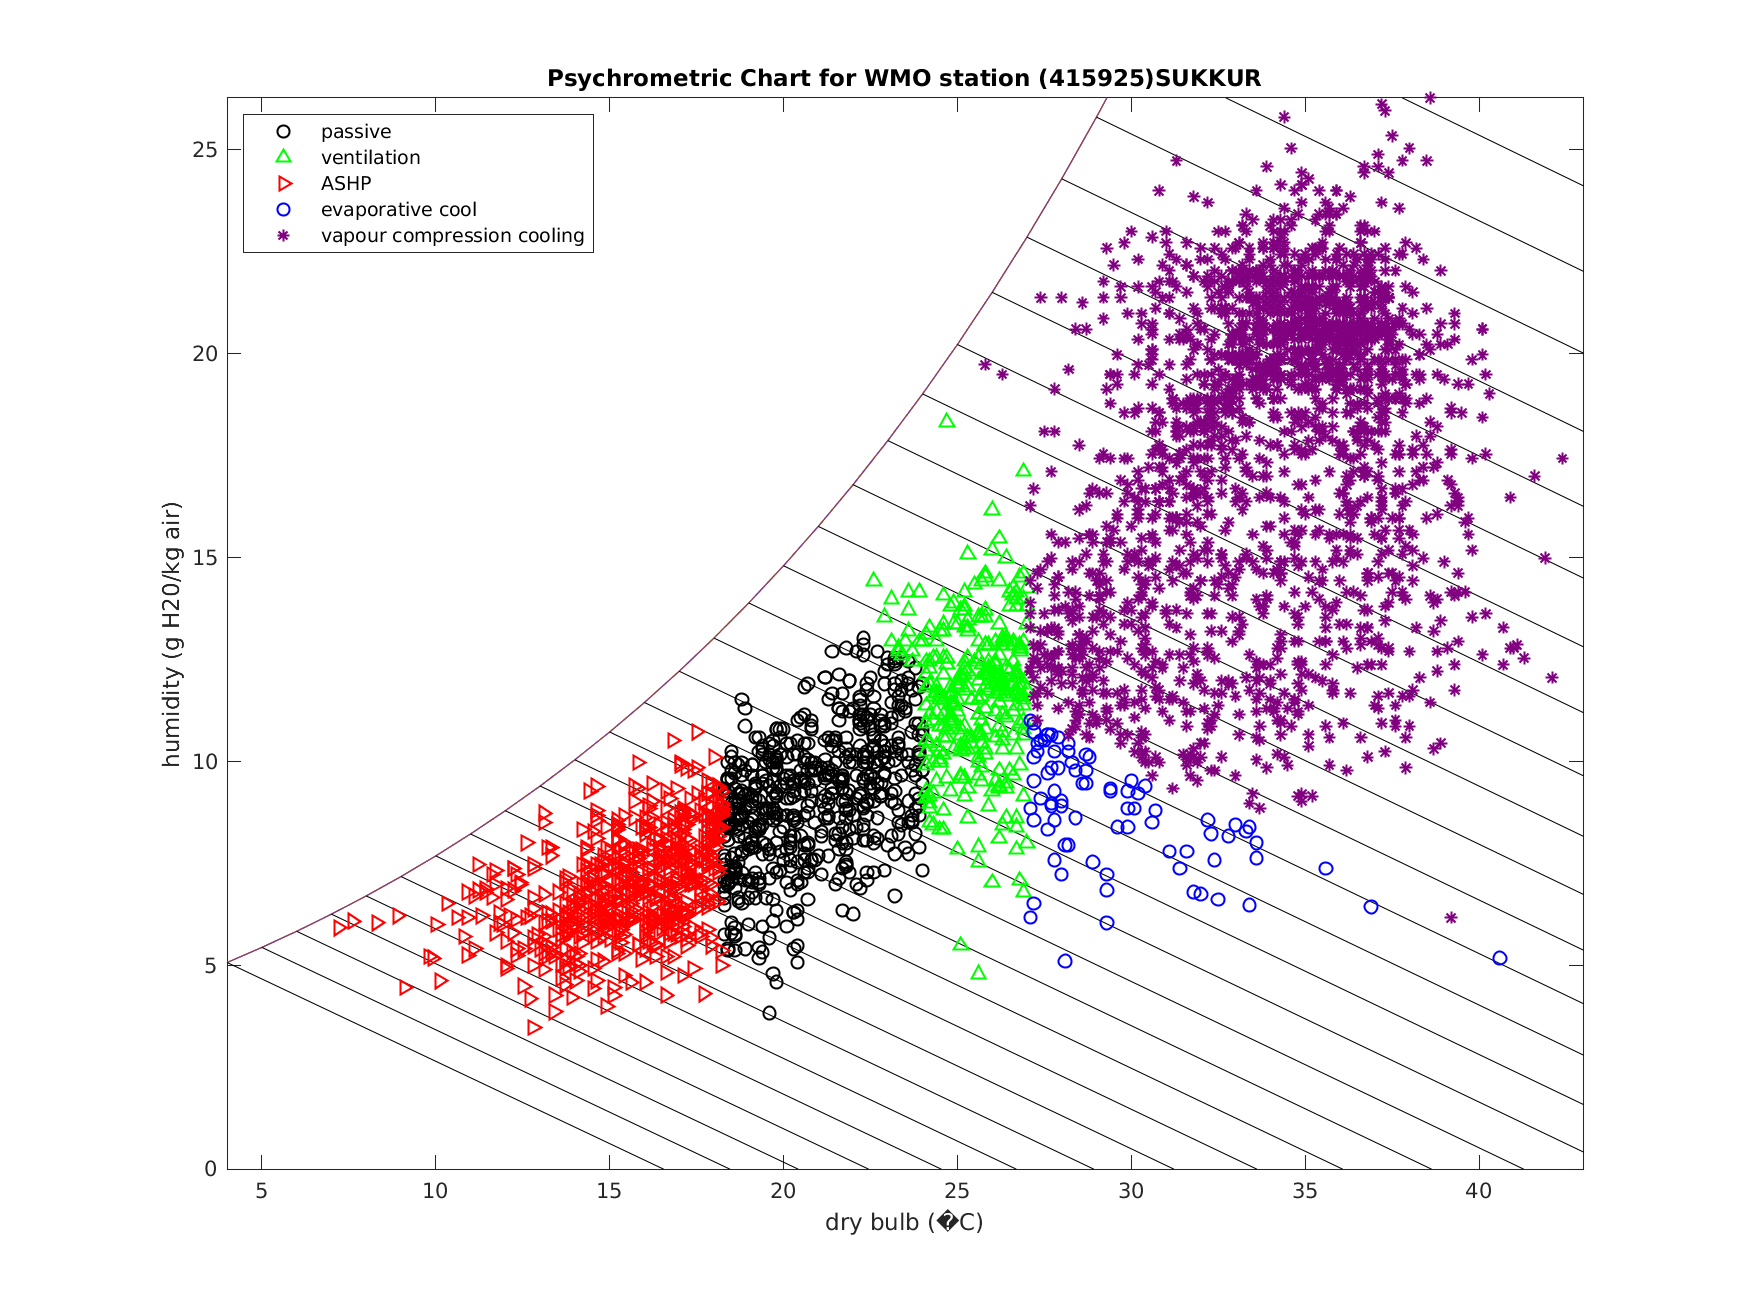 Psychrometric Chart for WMO station (415925)SUKKUR
passive
ventilation
ASHP
evaporative cool
vapour compression cooling
humidity (g H20/kg air)
25
20
15
10
5
0
5 10 15 20 25 30 35 40
dry bulb (�C)